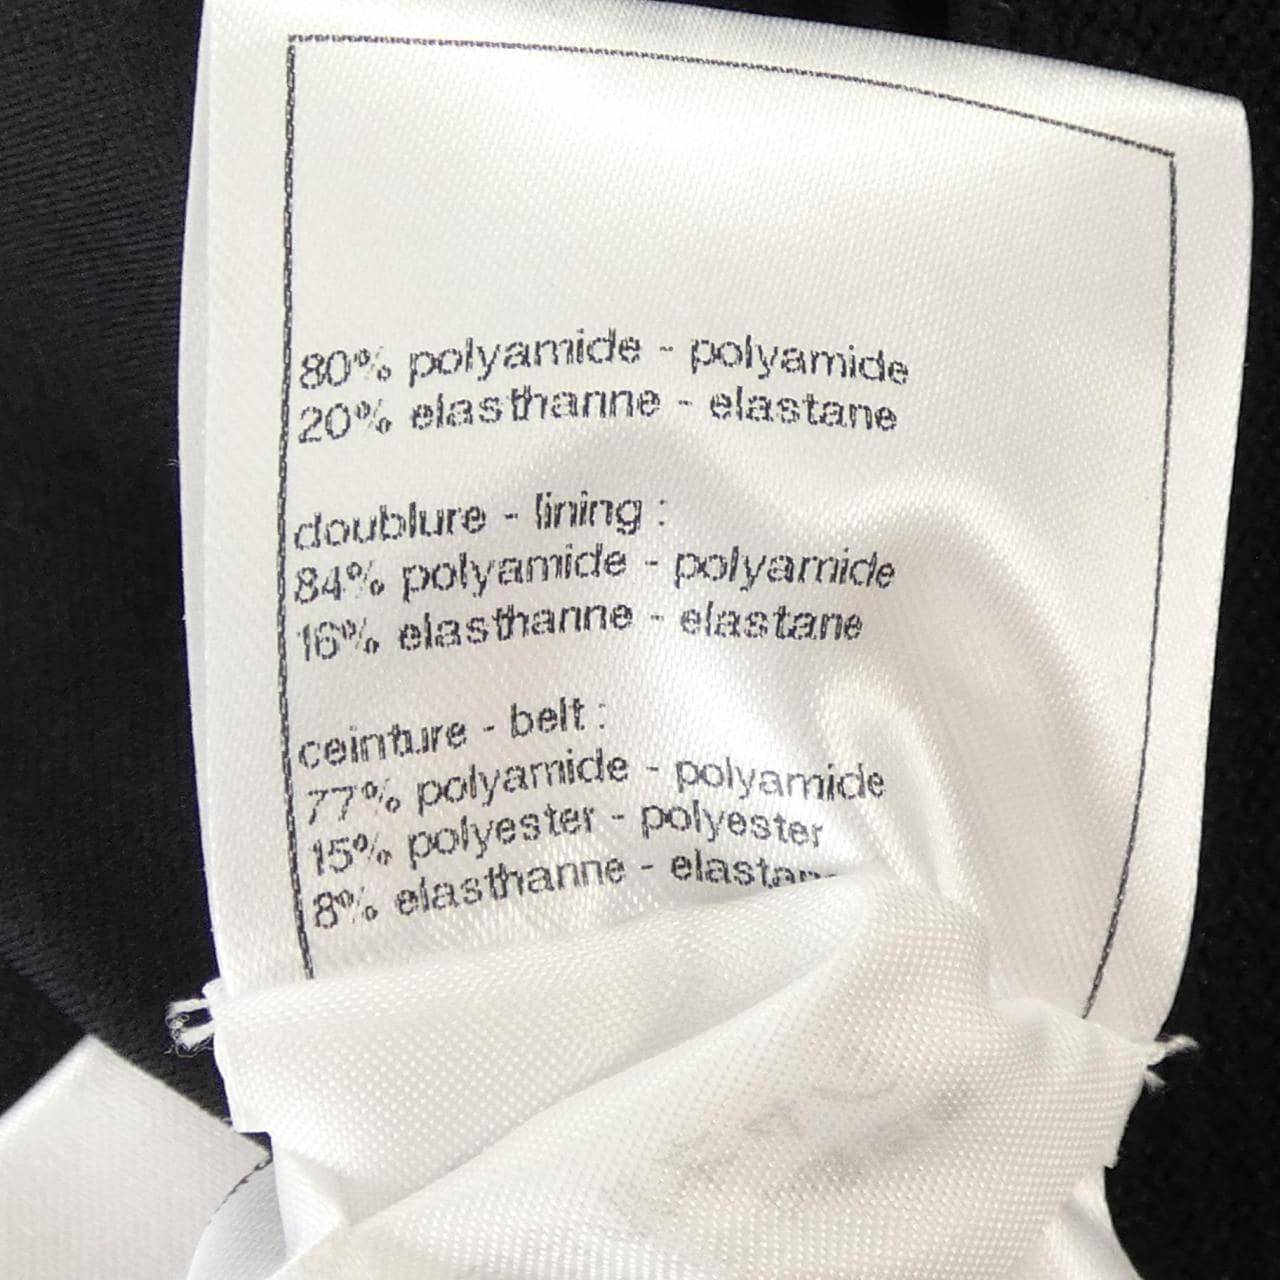 80% polyamide - polyamide
20% elasthanne - elastane
doublure - lining :
84% polyamide - polyamide
16% elasthanne - elastane
ceinture - belt :
77% polyamide - polyamide
15% polyester - polyester
8% elasthanne -